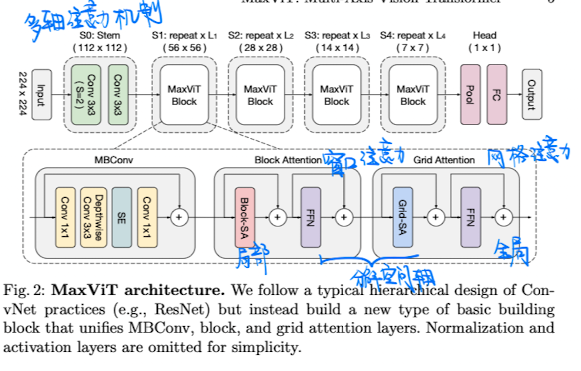 MaxViT: Multi-Axis Vision Transformer
多轴注意力机制
S0: Stem
(112 x 112)
S1: repeat x L1
(56 x 56)
S2: repeat x L2
(28 x 28)
S3: repeat x L3
(14 x 14)
S4: repeat x L4
(7 x 7)
Head
(1 x 1)
224 x 224
Input
Conv 3x3
(S=2)
Conv 3x3
MaxViT
Block
MaxViT
Block
MaxViT
Block
MaxViT
Block
Pool
FC
Output
MBConv
Block Attention
窗口注意力
Grid Attention
网格注意力
Conv 1x1
Depthwise
Conv 3x3
SE
Conv 1x1
+
Block-SA
+
FFN
+
Grid-SA
+
FFN
+
局部
分解空间轴
全局
Fig. 2: MaxViT architecture. We follow a typical hierarchical design of Con-
vNet practices (e.g., ResNet) but instead build a new type of basic building
block that unifies MBConv, block, and grid attention layers. Normalization and
activation layers are omitted for simplicity.